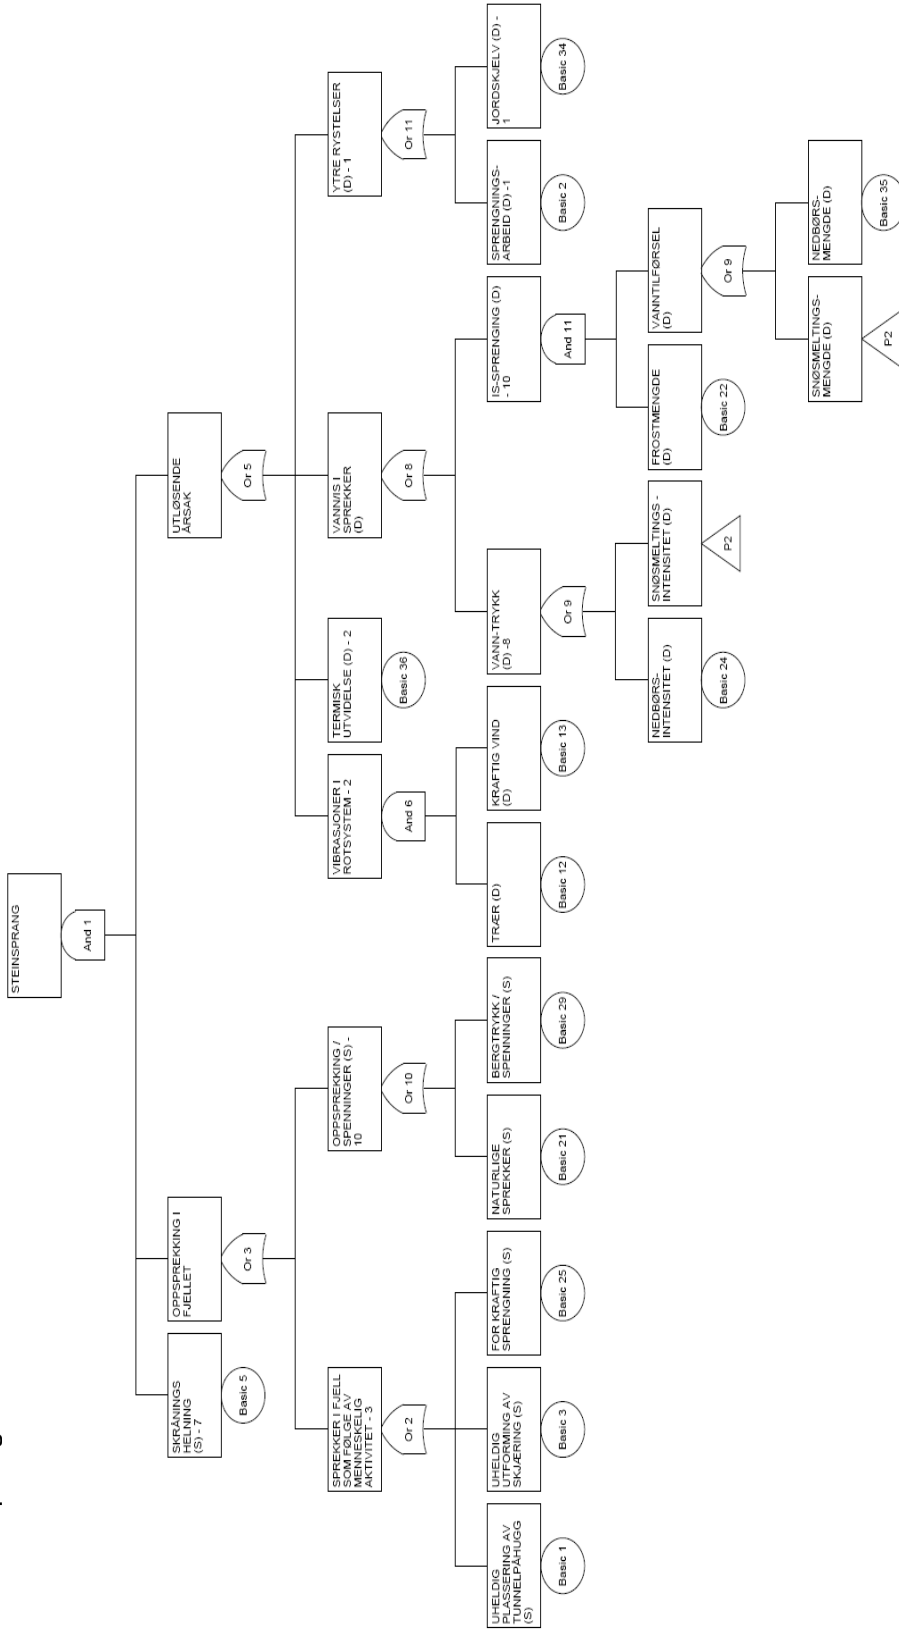 STEINSPRANG
And 1
SKRÅNINGS
HELNING
(S) - 7
Basic 5
OPPSPREKKING I
FJELLET
Or 3
UTLØSENDE
ÅRSAK
Or 5
SPREKKER I FJELL
SOM FØLGE AV
MENNESKELIG
AKTIVITET - 3
Or 2
OPPSPREKKING /
SPENNINGER (S) -
10
Or 10
VIBRASJONER I
ROTSYSTEM - 2
And 6
TERMISK
UTVIDELSE (D) - 2
Basic 36
VANN/IS I
SPREKKER
(D)
Or 8
YTRE RYSTELSER
(D) - 1
Or 11
UHELDIG
PLASSERING AV
TUNNELPÅHUGG
(S)
Basic 1
UHELDIG
UTFORMING AV
SKJÆRING (S)
Basic 3
FOR KRAFTIG
SPRENGNING (S)
Basic 25
NATURLIGE
SPREKKER (S)
Basic 21
BERGTRYKK /
SPENNINGER (S)
Basic 29
TRÆR (D)
Basic 12
KRAFTIG VIND
(D)
Basic 13
VANN-TRYKK
(D) -8
Or 9
IS-SPRENGING (D)
- 10
And 11
SPRENGNINGS-
ARBEID (D) -1
Basic 2
JORDSKJELV (D) -
1
Basic 34
NEDBØRS-
INTENSITET (D)
Basic 24
SNØSMELTINGS -
INTENSITET (D)
P2
FROSTMENGDE
(D)
Basic 22
VANNTILFØRSEL
(D)
Or 9
SNØSMELTINGS-
MENGDE (D)
P2
NEDBØRS-
MENGDE (D)
Basic 35